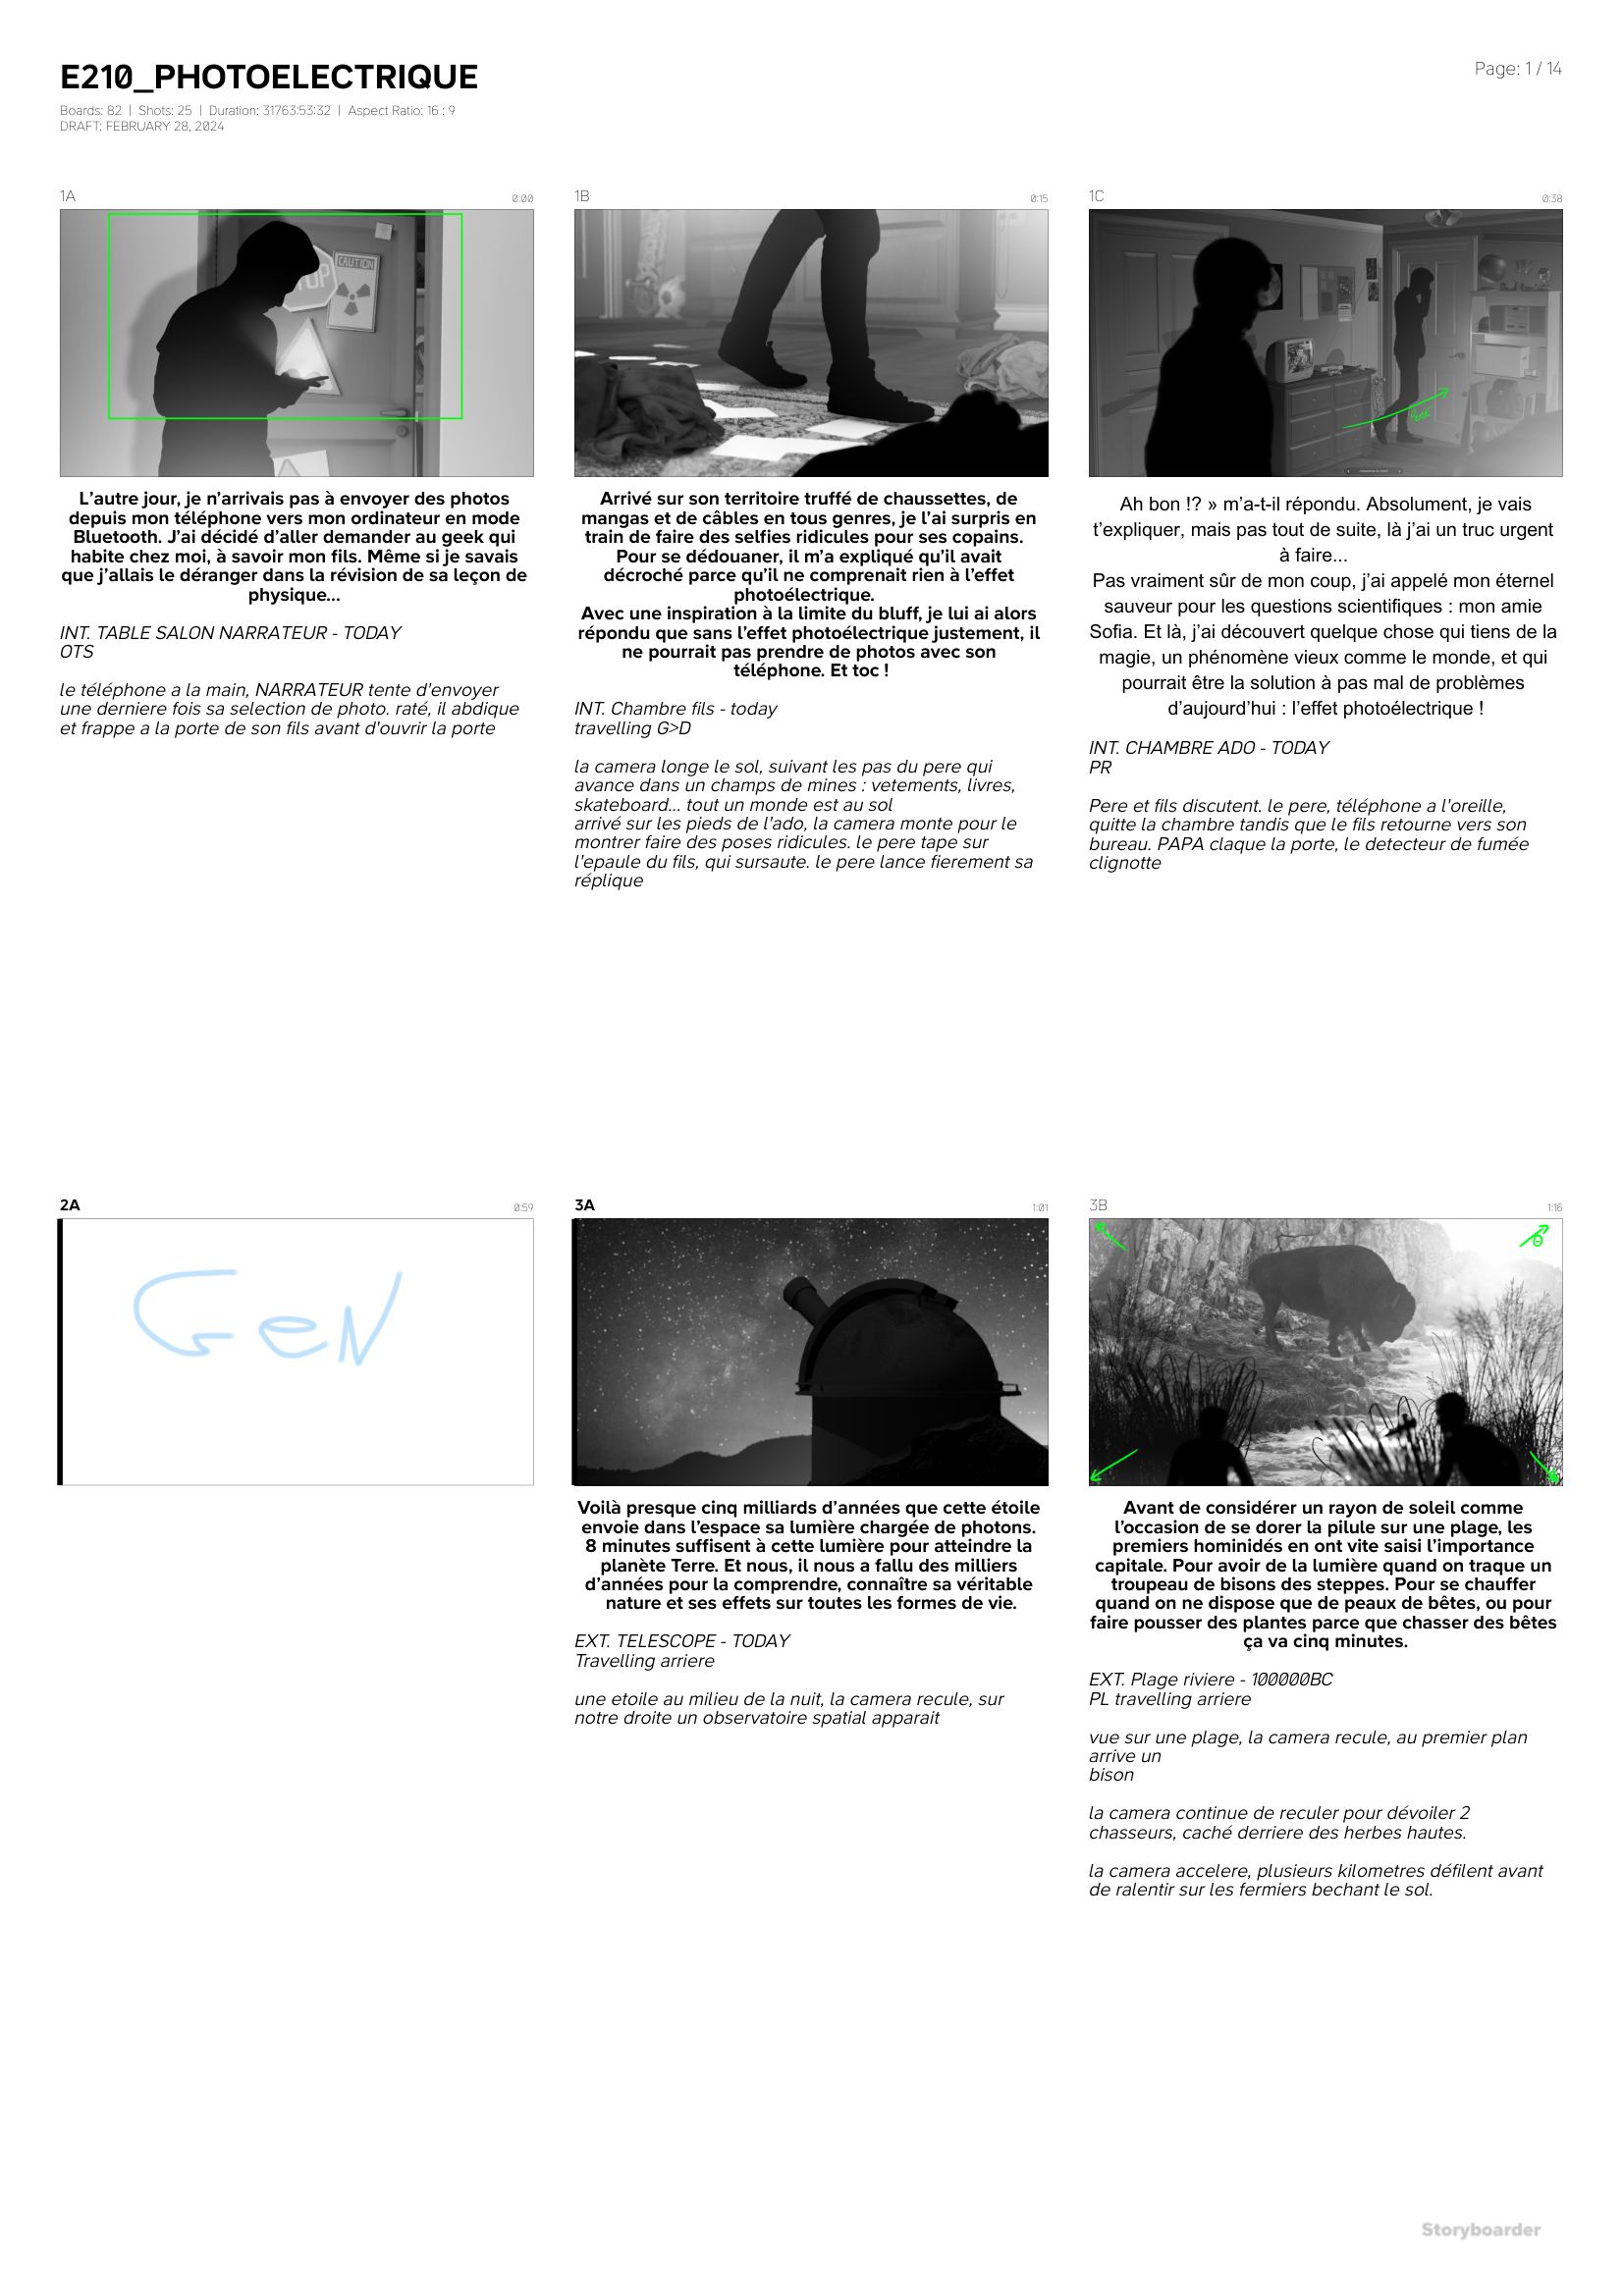 E210_PHOTOELECTRIQUE
Page: 1 / 14
Boards: 82 | Shots: 25 | Duration: 31763:53:32 | Aspect Ratio: 16 : 9
DRAFT: FEBRUARY 28, 2024
1A
0:00
CAUTION
L’autre jour, je n’arrivais pas à envoyer des photos
depuis mon téléphone vers mon ordinateur en mode
Bluetooth. J’ai décidé d’aller demander au geek qui
habite chez moi, à savoir mon fils. Même si je savais
que j’allais le déranger dans la révision de sa leçon de
physique...
INT. TABLE SALON NARRATEUR - TODAY
OTS
le téléphone a la main, NARRATEUR tente d'envoyer
une derniere fois sa selection de photo. raté, il abdique
et frappe a la porte de son fils avant d'ouvrir la porte
1B
0:15
Arrivé sur son territoire truffé de chaussettes, de
mangas et de câbles en tous genres, je l’ai surpris en
train de faire des selfies ridicules pour ses copains.
Pour se dédouaner, il m’a expliqué qu’il avait
décroché parce qu’il ne comprenait rien à l’effet
photoélectrique.
Avec une inspiration à la limite du bluff, je lui ai alors
répondu que sans l’effet photoélectrique justement, il
ne pourrait pas prendre de photos avec son
téléphone. Et toc !
INT. Chambre fils - today
travelling G>D
la camera longe le sol, suivant les pas du pere qui
avance dans un champs de mines : vetements, livres,
skateboard... tout un monde est au sol
arrivé sur les pieds de l'ado, la camera monte pour le
montrer faire des poses ridicules. le pere tape sur
l'epaule du fils, qui sursaute. le pere lance fierement sa
réplique
1C
0:38
Ah bon !? » m’a-t-il répondu. Absolument, je vais
t’expliquer, mais pas tout de suite, là j’ai un truc urgent
à faire...
Pas vraiment sûr de mon coup, j’ai appelé mon éternel
sauveur pour les questions scientifiques : mon amie
Sofia. Et là, j’ai découvert quelque chose qui tiens de la
magie, un phénomène vieux comme le monde, et qui
pourrait être la solution à pas mal de problèmes
d’aujourd’hui : l’effet photoélectrique !
INT. CHAMBRE ADO - TODAY
PR
Pere et fils discutent. le pere, téléphone a l'oreille,
quitte la chambre tandis que le fils retourne vers son
bureau. PAPA claque la porte, le detecteur de fumée
clignotte
2A
0:59
GeN
3A
1:01
Voilà presque cinq milliards d’années que cette étoile
envoie dans l’espace sa lumière chargée de photons.
8 minutes suffisent à cette lumière pour atteindre la
planète Terre. Et nous, il nous a fallu des milliers
d’années pour la comprendre, connaître sa véritable
nature et ses effets sur toutes les formes de vie.
EXT. TELESCOPE - TODAY
Travelling arriere
une etoile au milieu de la nuit, la camera recule, sur
notre droite un observatoire spatial apparait
3B
1:16
Avant de considérer un rayon de soleil comme
l’occasion de se dorer la pilule sur une plage, les
premiers hominidés en ont vite saisi l’importance
capitale. Pour avoir de la lumière quand on traque un
troupeau de bisons des steppes. Pour se chauffer
quand on ne dispose que de peaux de bêtes, ou pour
faire pousser des plantes parce que chasser des bêtes
ça va cinq minutes.
EXT. Plage riviere - 100000BC
PL travelling arriere
vue sur une plage, la camera recule, au premier plan
arrive un
bison
la camera continue de reculer pour dévoiler 2
chasseurs, caché derriere des herbes hautes.
la camera accelere, plusieurs kilometres défilent avant
de ralentir sur les fermiers bechant le sol.
Storyboarder